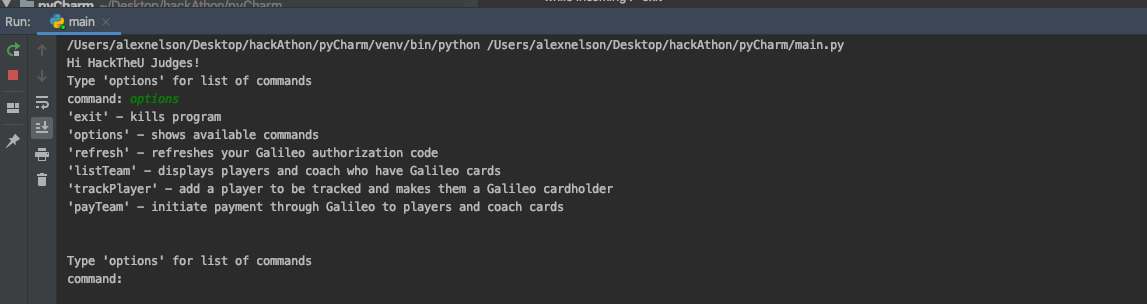 pyCharm ~/Desktop/hackAthon/pyCharm
Run: main ×
/Users/alexnelson/Desktop/hackAthon/pyCharm/venv/bin/python /Users/alexnelson/Desktop/hackAthon/pyCharm/main.py
Hi HackTheU Judges!
Type 'options' for list of commands
command: options
'exit' – kills program
'options' – shows available commands
'refresh' – refreshes your Galileo authorization code
'listTeam' – displays players and coach who have Galileo cards
'trackPlayer' – add a player to be tracked and makes them a Galileo cardholder
'payTeam' – initiate payment through Galileo to players and coach cards
Type 'options' for list of commands
command: